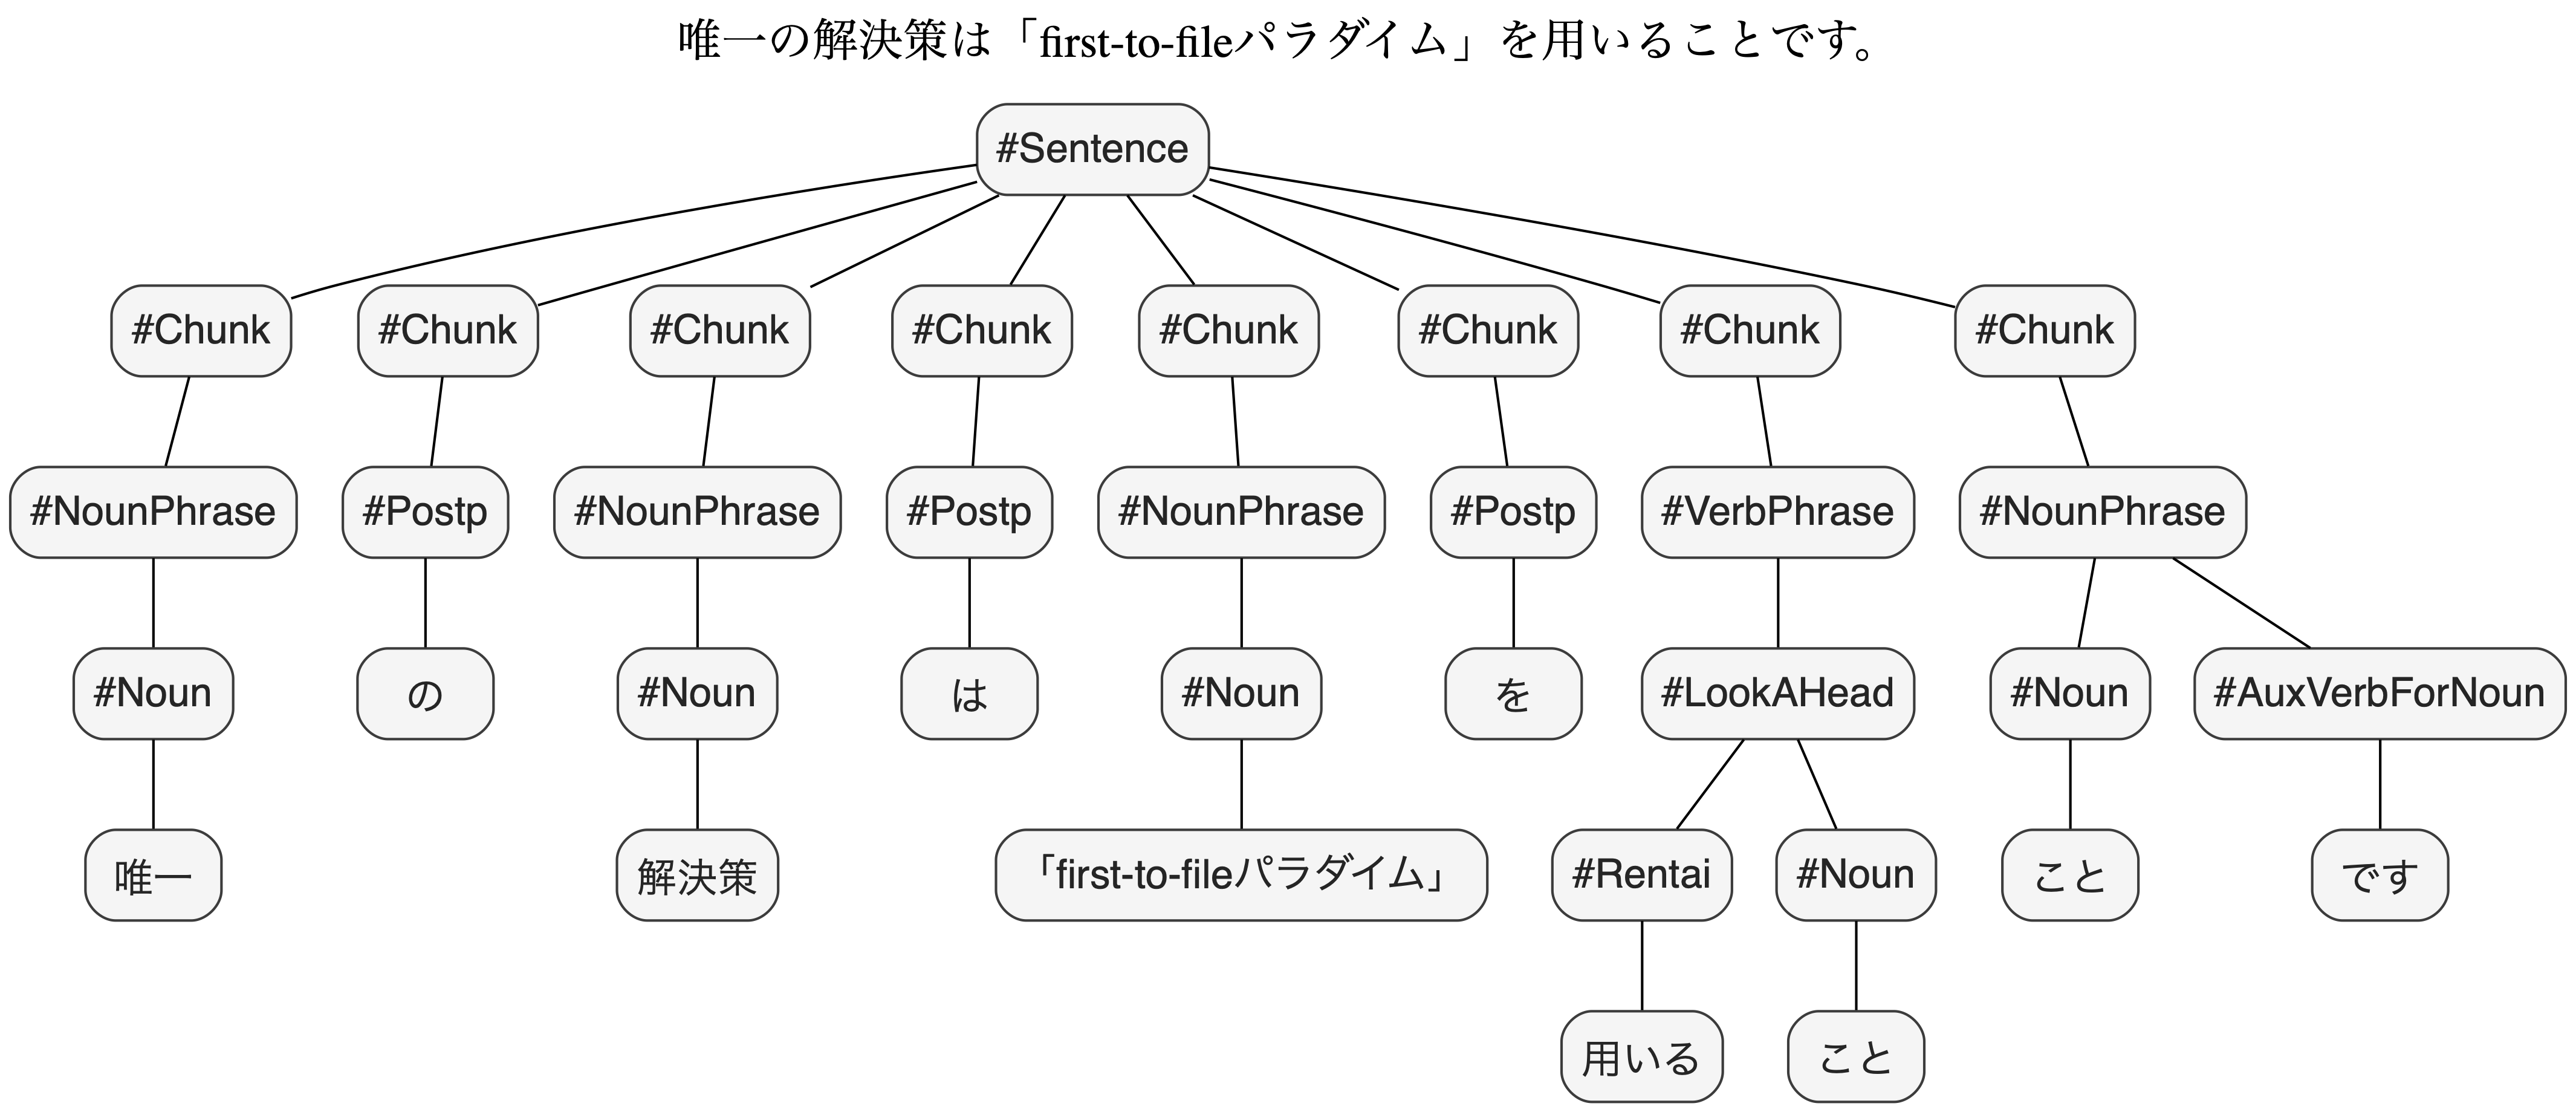 唯一の解決策は「first-to-fileパラダイム」を用いることです。
#Sentence
#Chunk #Chunk #Chunk #Chunk #Chunk #Chunk #Chunk #Chunk
#NounPhrase #Postp #NounPhrase #Postp #NounPhrase #Postp #VerbPhrase #NounPhrase
#Noun の #Noun は #Noun を #LookAHead #Noun #AuxVerbForNoun
唯一 解決策 「first-to-fileパラダイム」 #Rentai #Noun こと です
用いる こと